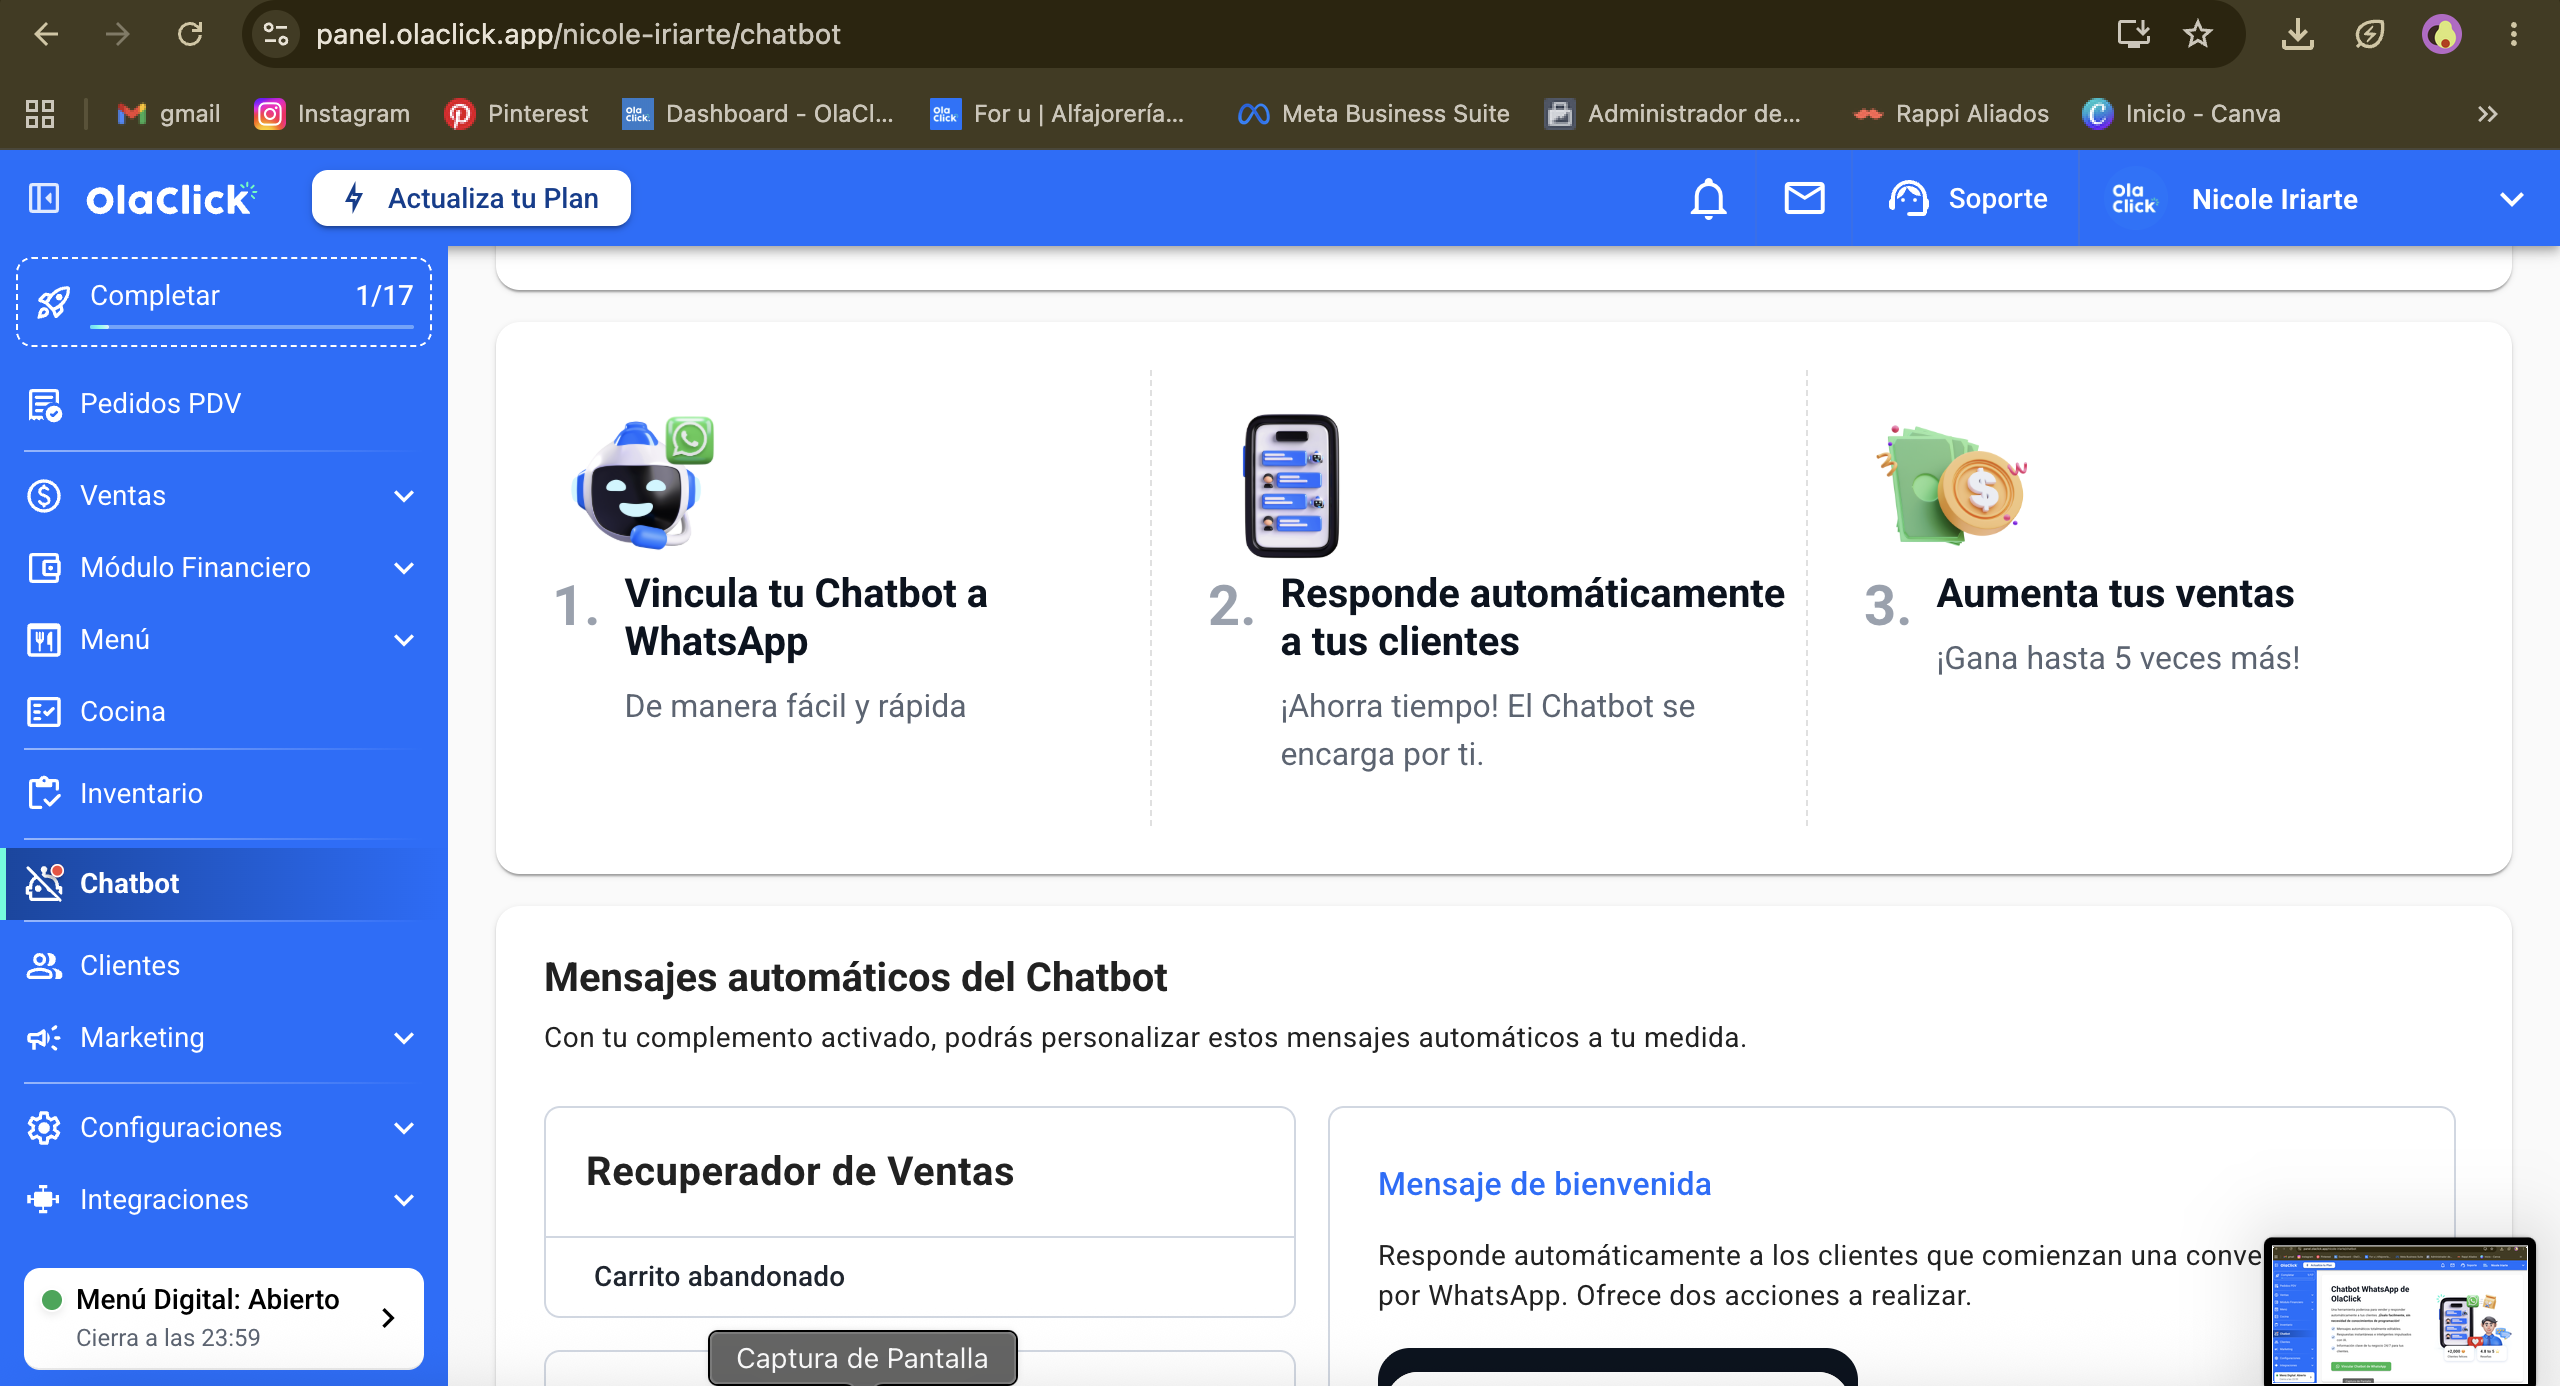 panel.olaclick.app/nicole-iriarte/chatbot
gmail
Instagram
Pinterest
Dashboard - OlaCl...
For u | Alfajorería...
Meta Business Suite
Administrador de...
Rappi Aliados
Inicio - Canva
OlaClick
Actualiza tu Plan
Soporte
Ola Click
Nicole Iriarte
Completar 1/17
Pedidos PDV
Ventas
Módulo Financiero
Menú
Cocina
Inventario
Chatbot
Clientes
Marketing
Configuraciones
Integraciones
Menú Digital: Abierto
Cierra a las 23:59
1. Vincula tu Chatbot a
WhatsApp
De manera fácil y rápida
2. Responde automáticamente
a tus clientes
¡Ahorra tiempo! El Chatbot se
encarga por ti.
3. Aumenta tus ventas
¡Gana hasta 5 veces más!
Mensajes automáticos del Chatbot
Con tu complemento activado, podrás personalizar estos mensajes automáticos a tu medida.
Recuperador de Ventas
Carrito abandonado
Mensaje de bienvenida
Responde automáticamente a los clientes que comienzan una conve
por WhatsApp. Ofrece dos acciones a realizar.
Captura de Pantalla
Chatbot WhatsApp de
OlaClick